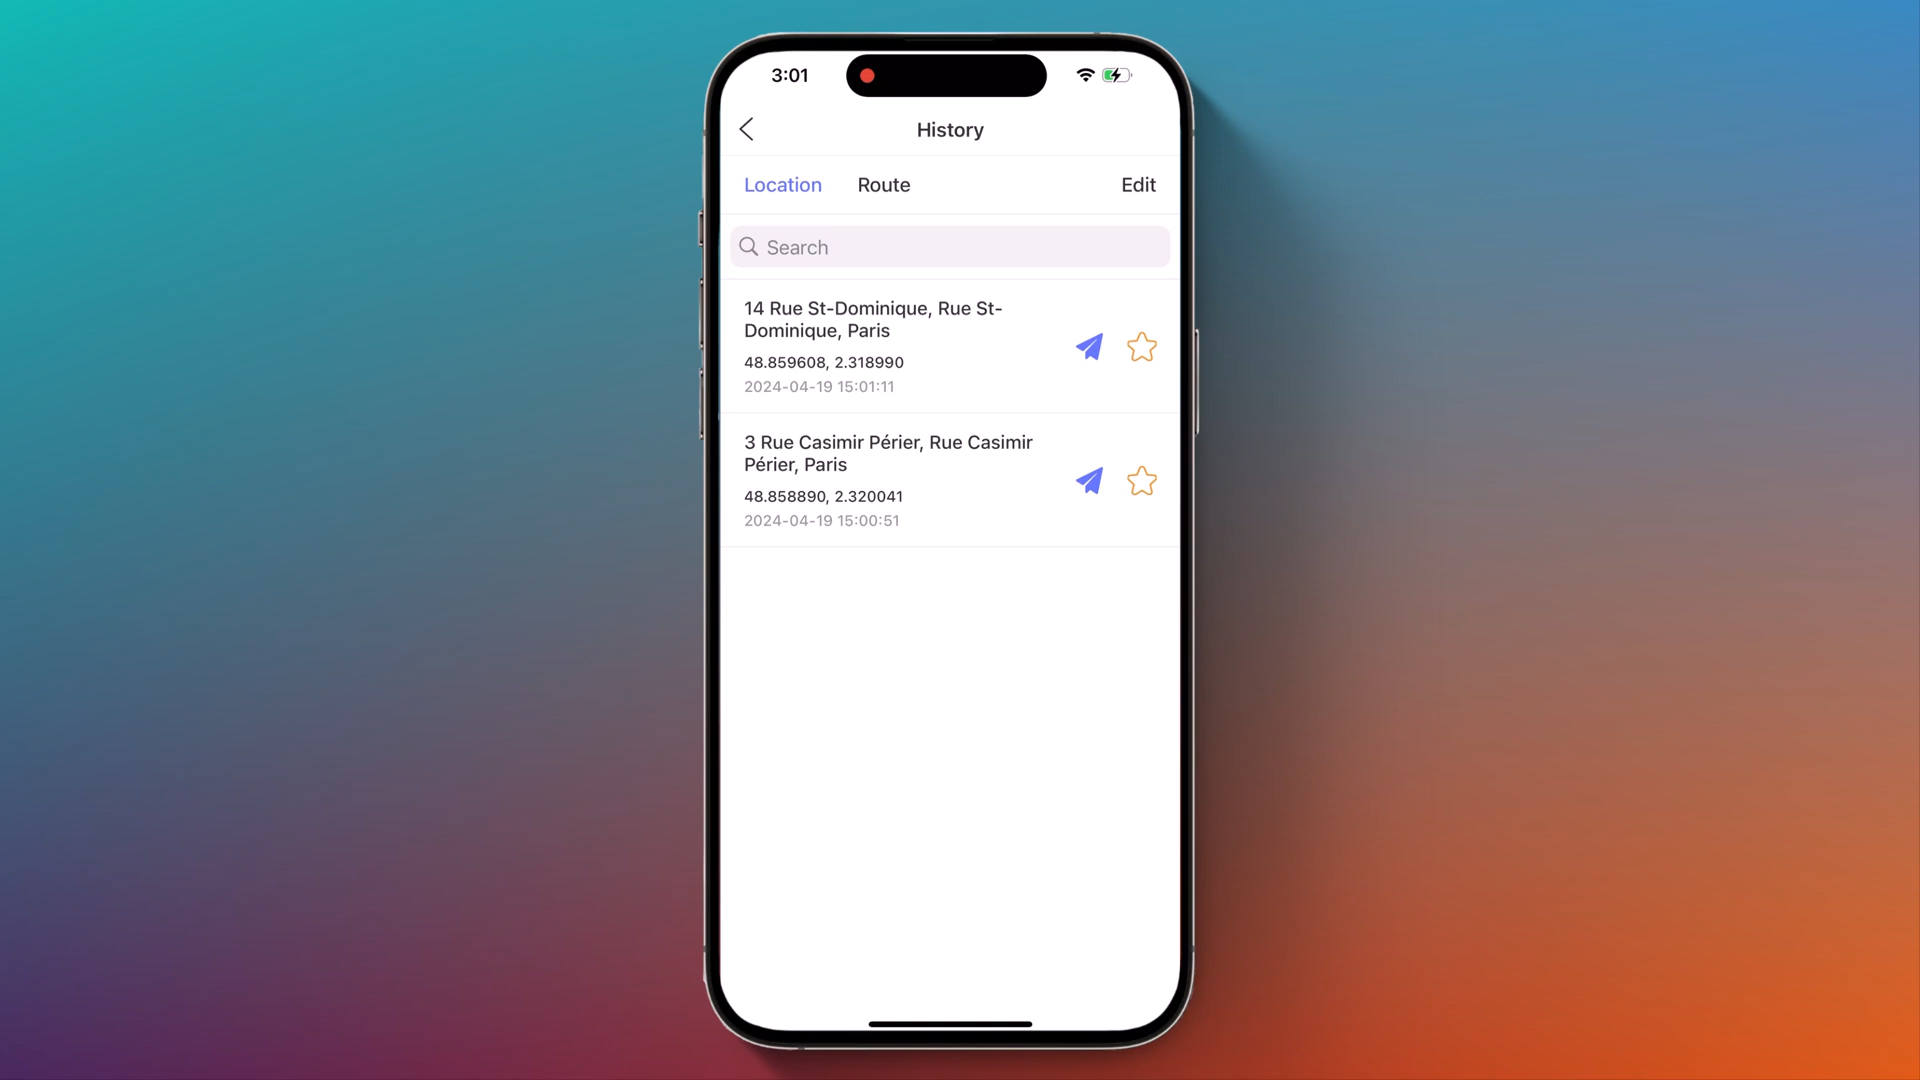 3:01
History
Location
Route
Edit
Search
14 Rue St-Dominique, Rue St-
Dominique, Paris
48.859608, 2.318990
2024-04-19 15:01:11
3 Rue Casimir Périer, Rue Casimir
Périer, Paris
48.858890, 2.320041
2024-04-19 15:00:51